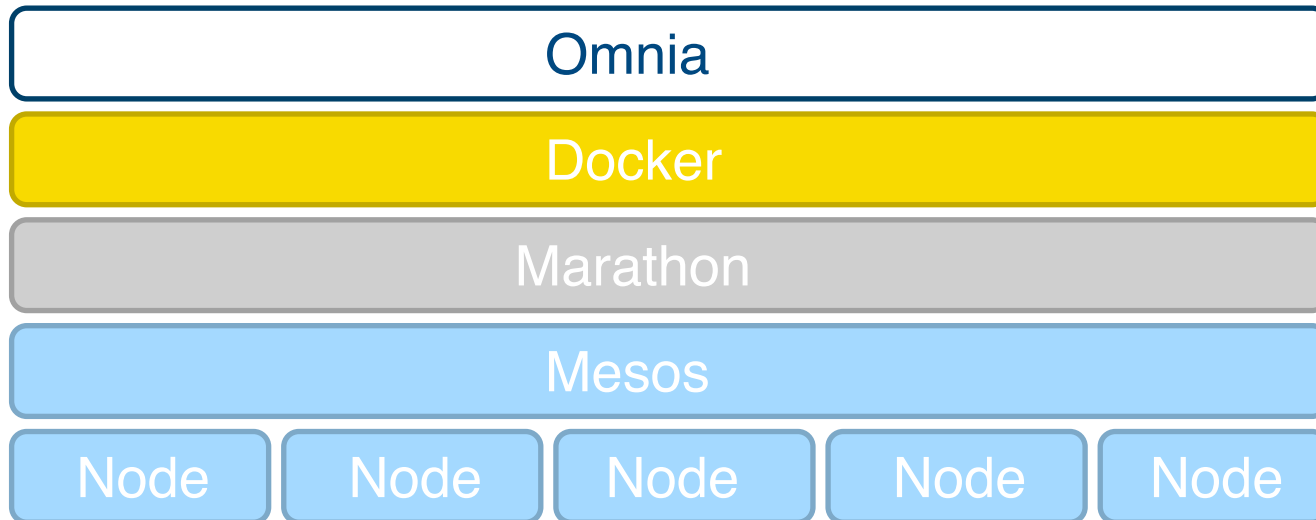 Omnia
Docker
Marathon
Mesos
Node Node Node Node Node